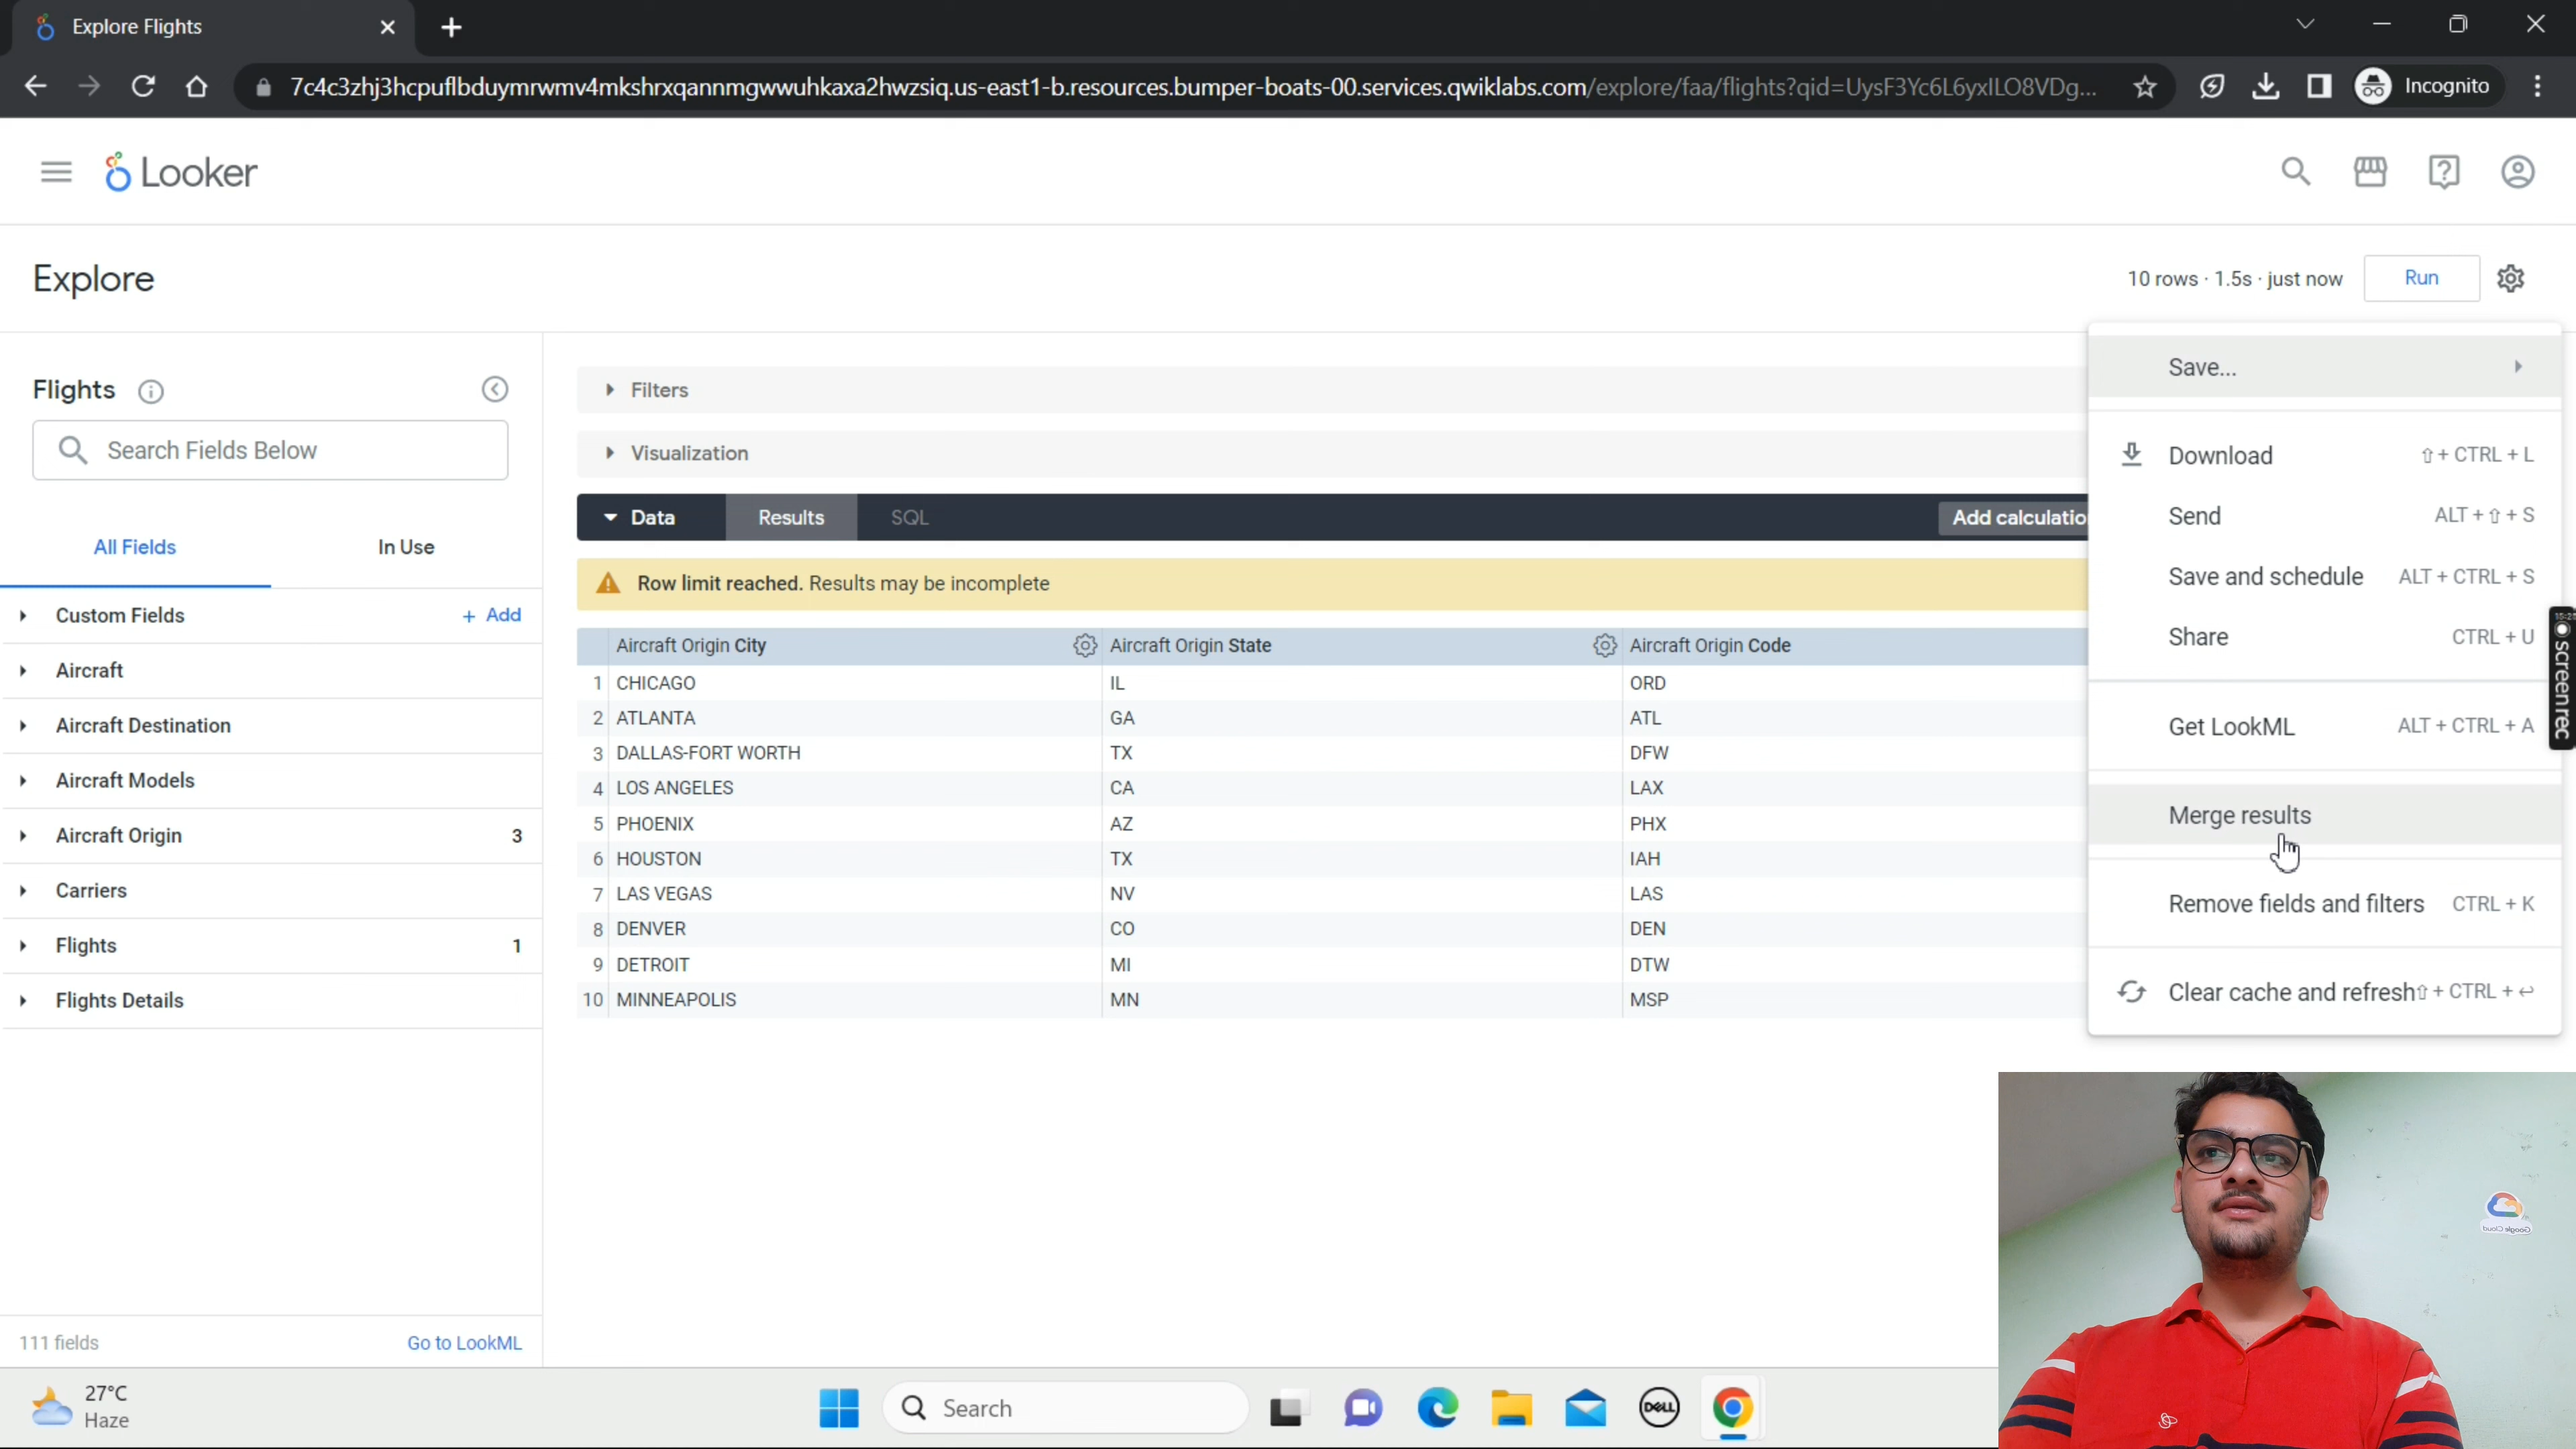 Explore Flights
7c4c3zhj3hcpuflbduymrwmv4mkshrxqannmgwwuhkaxa2hwzsiq.us-east1-b.resources.bumper-boats-00.services.qwiklabs.com/explore/faa/flights?qid=UysF3Yc6L6yxILO8VDg...
Incognito
Looker
Explore
10 rows · 1.5s · just now
Run
Flights
Search Fields Below
All Fields
In Use
Custom Fields
+ Add
Aircraft
Aircraft Destination
Aircraft Models
Aircraft Origin 3
Carriers
Flights 1
Flights Details
111 fields
Go to LookML
Filters
Visualization
Data
Results
SQL
Add calculatio
Row limit reached. Results may be incomplete
Aircraft Origin City Aircraft Origin State Aircraft Origin Code
1 CHICAGO IL ORD
2 ATLANTA GA ATL
3 DALLAS-FORT WORTH TX DFW
4 LOS ANGELES CA LAX
5 PHOENIX AZ PHX
6 HOUSTON TX IAH
7 LAS VEGAS NV LAS
8 DENVER CO DEN
9 DETROIT MI DTW
10 MINNEAPOLIS MN MSP
Save...
Download ⇧+ CTRL + L
Send ALT + ⇧ + S
Save and schedule ALT + CTRL + S
Share CTRL + U
Get LookML ALT + CTRL + A
Merge results
Remove fields and filters CTRL + K
Clear cache and refresh ⇧+ CTRL + ↩
screenrec
Google Cloud
27°C
Haze
Search
DELL